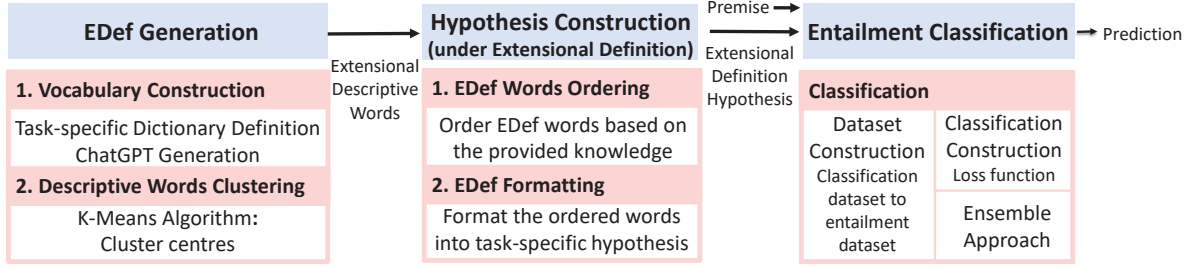 EDef Generation
1. Vocabulary Construction
Task-specific Dictionary Definition
ChatGPT Generation
2. Descriptive Words Clustering
K-Means Algorithm:
Cluster centres
Extensional
Descriptive
Words
Hypothesis Construction
(under Extensional Definition)
1. EDef Words Ordering
Order EDef words based on
the provided knowledge
2. EDef Formatting
Format the ordered words
into task-specific hypothesis
Premise
Extensional
Definition
Hypothesis
Entailment Classification
Classification
Dataset
Construction
Classification
dataset to
entailment
dataset
Classification
Construction
Loss function
Ensemble
Approach
Prediction